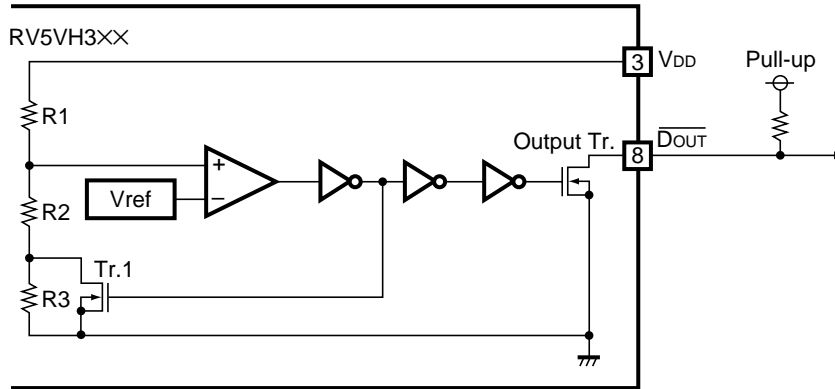 RV5VH3××
3 VDD
Pull-up
R1
Output Tr.
8 DOUT
+
Vref
−
R2
Tr.1
R3